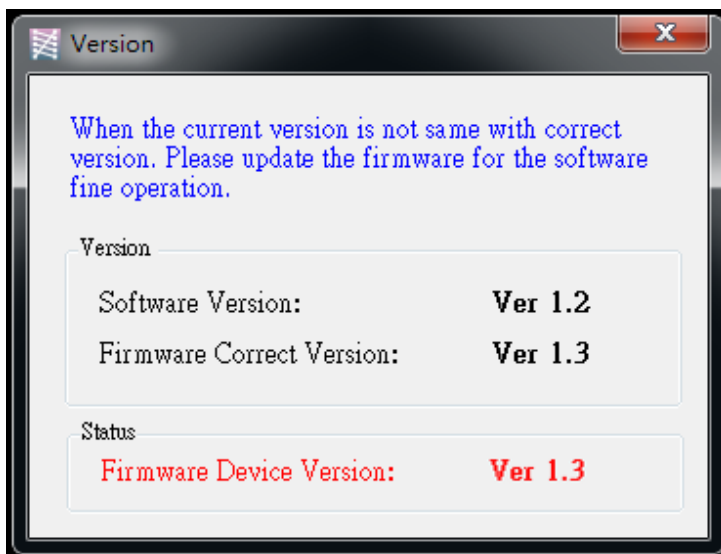 Version
When the current version is not same with correct
version. Please update the firmware for the software
fine operation.
Version
Software Version: Ver 1.2
Firmware Correct Version: Ver 1.3
Status
Firmware Device Version: Ver 1.3